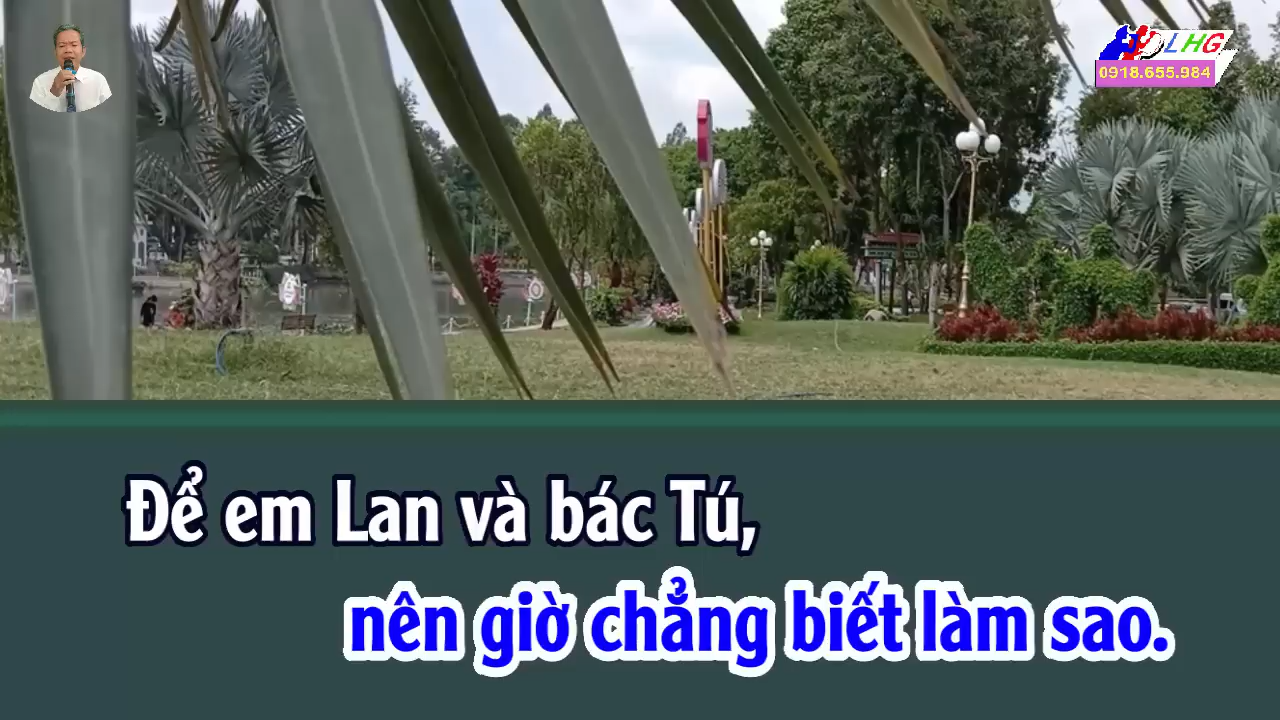 LHG
0918.655.984
Để em Lan và bác Tú,
nên giờ chẳng biết làm sao.